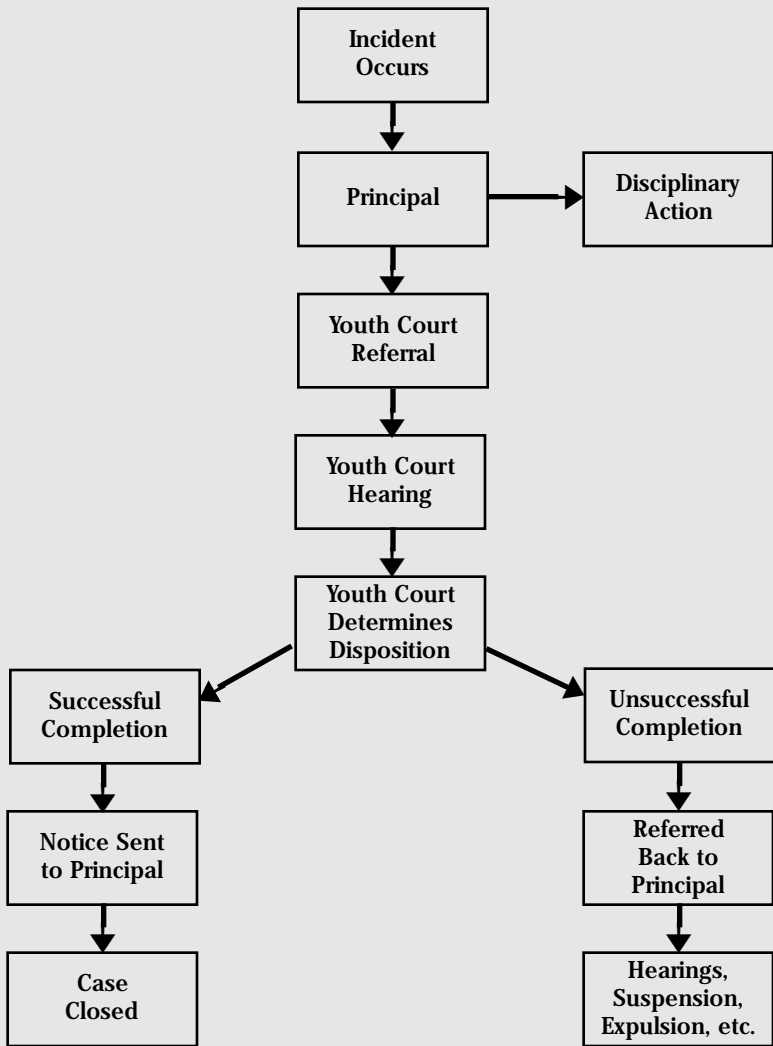 Incident
Occurs
Principal
Disciplinary
Action
Youth Court
Referral
Youth Court
Hearing
Youth Court
Determines
Disposition
Successful
Completion
Unsuccessful
Completion
Notice Sent
to Principal
Referred
Back to
Principal
Case
Closed
Hearings,
Suspension,
Expulsion, etc.